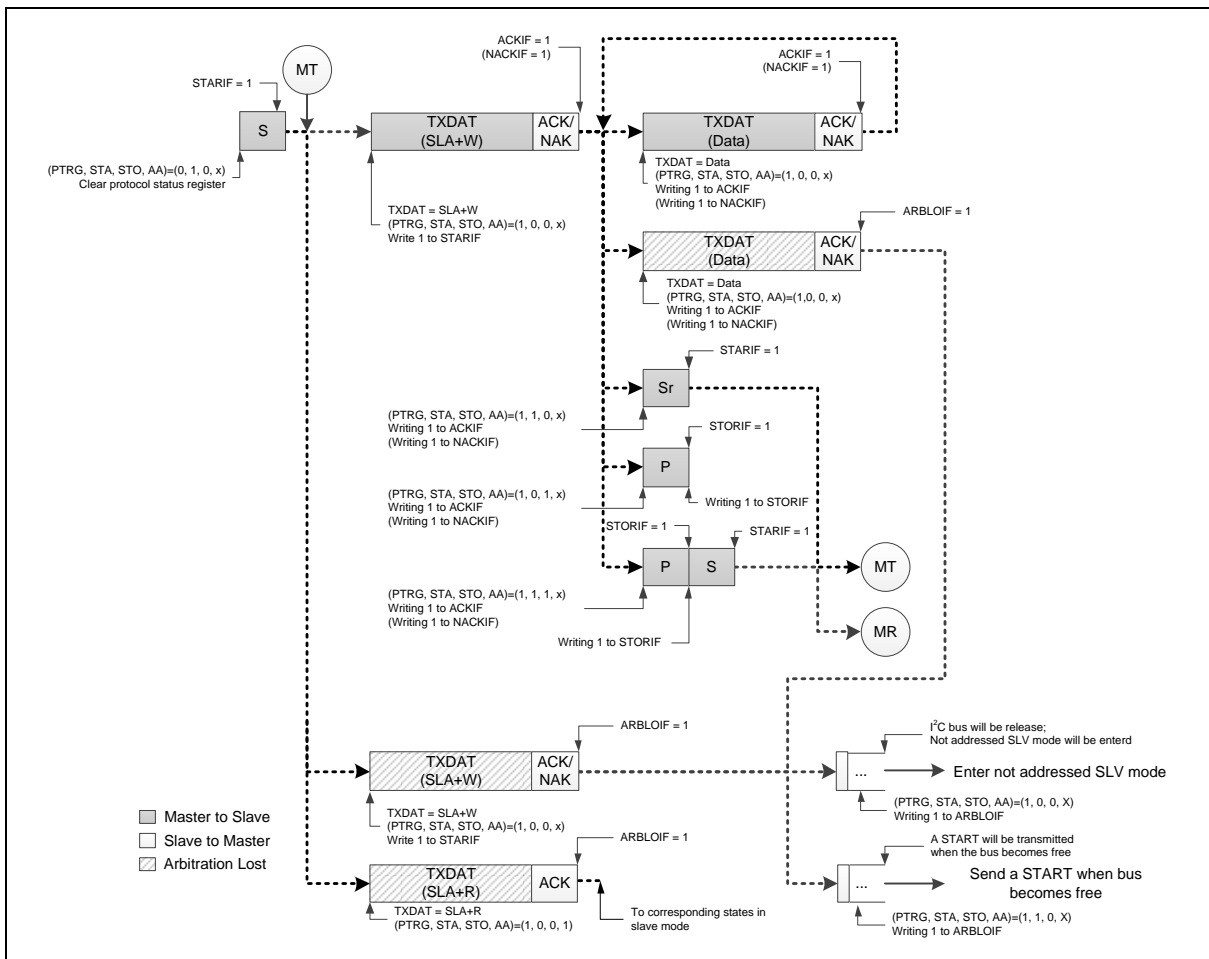 ACKIF = 1
(NACKIF = 1)
ACKIF = 1
(NACKIF = 1)
MT
STARIF = 1
S
TXDAT
(SLA+W)
ACK/
NAK
TXDAT
(Data)
ACK/
NAK
(PTRG, STA, STO, AA)=(0, 1, 0, x)
Clear protocol status register
TXDAT = SLA+W
(PTRG, STA, STO, AA)=(1, 0, 0, x)
Write 1 to STARIF
TXDAT = Data
(PTRG, STA, STO, AA)=(1, 0, 0, x)
Writing 1 to ACKIF
(Writing 1 to NACKIF)
ARBLOIF = 1
TXDAT
(Data)
ACK/
NAK
TXDAT = Data
(PTRG, STA, STO, AA)=(1,0, 0, x)
Writing 1 to ACKIF
(Writing 1 to NACKIF)
STARIF = 1
Sr
(PTRG, STA, STO, AA)=(1, 1, 0, x)
Writing 1 to ACKIF
(Writing 1 to NACKIF)
STORIF = 1
P
(PTRG, STA, STO, AA)=(1, 0, 1, x)
Writing 1 to ACKIF
(Writing 1 to NACKIF)
Writing 1 to STORIF
STORIF = 1
STARIF = 1
P
S
MT
(PTRG, STA, STO, AA)=(1, 1, 1, x)
Writing 1 to ACKIF
(Writing 1 to NACKIF)
Writing 1 to STORIF
MR
ARBLOIF = 1
TXDAT
(SLA+W)
ACK/
NAK
TXDAT = SLA+W
(PTRG, STA, STO, AA)=(1, 0, 0, x)
Write 1 to STARIF
I²C bus will be release;
Not addressed SLV mode will be enterd
...
Enter not addressed SLV mode
(PTRG, STA, STO, AA)=(1, 0, 0, X)
Writing 1 to ARBLOIF
Master to Slave
Slave to Master
Arbitration Lost
ARBLOIF = 1
TXDAT
(SLA+R)
ACK
TXDAT = SLA+R
(PTRG, STA, STO, AA)=(1, 0, 0, 1)
To corresponding states in
slave mode
A START will be transmitted
when the bus becomes free
...
Send a START when bus
becomes free
(PTRG, STA, STO, AA)=(1, 1, 0, X)
Writing 1 to ARBLOIF